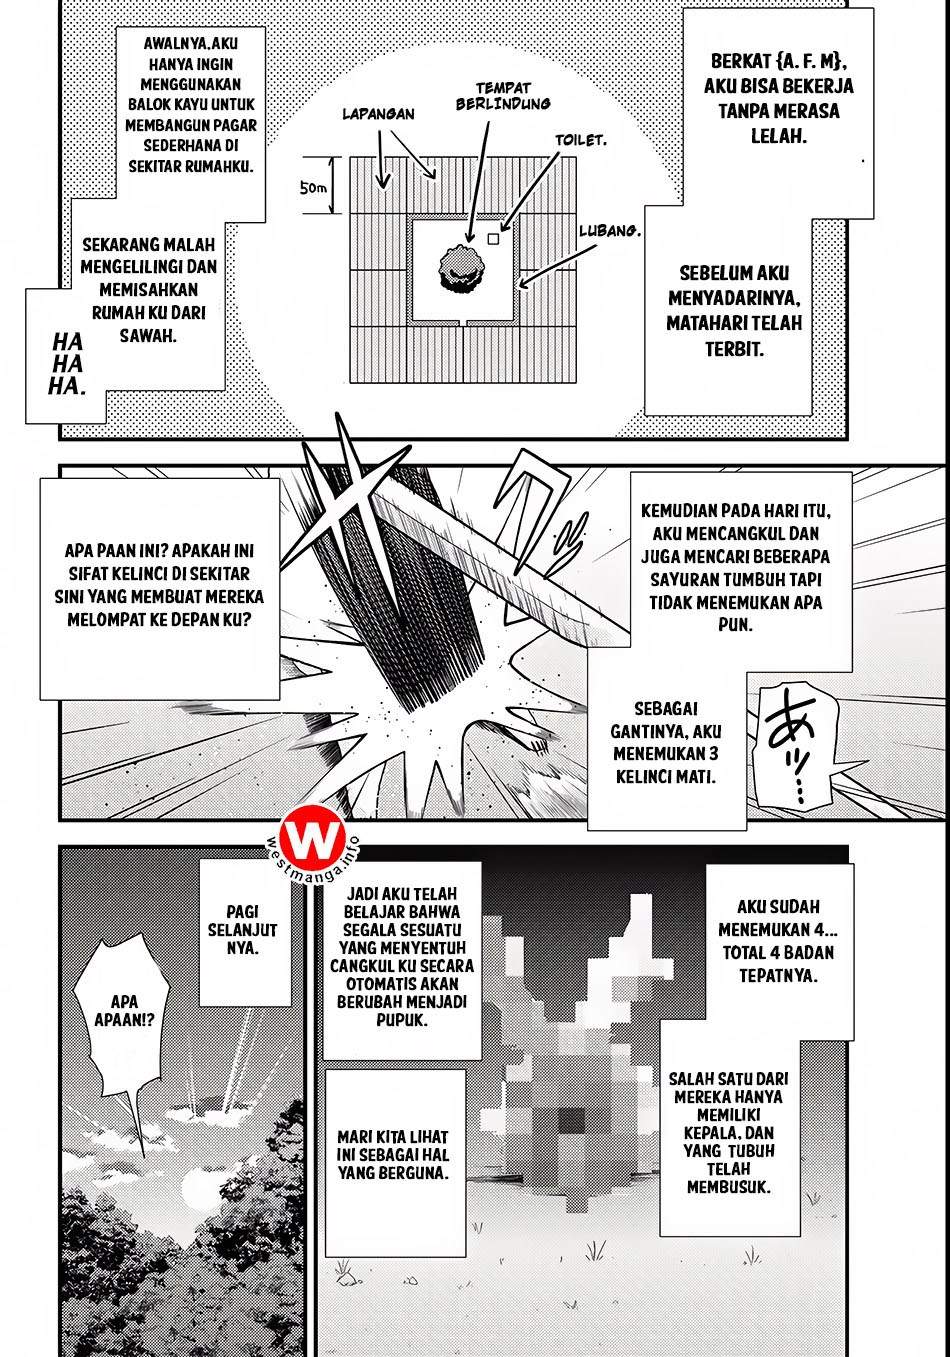 BERKAT {A. F. M},
AKU BISA BEKERJA
TANPA MERASA
LELAH.
SEBELUM AKU
MENYADARINYA,
MATAHARI TELAH
TERBIT.
TEMPAT
BERLINDUNG
LAPANGAN
TOILET.
50m
LUBANG.
AWALNYA,AKU
HANYA INGIN
MENGGUNAKAN
BALOK KAYU UNTUK
MEMBANGUN PAGAR
SEDERHANA DI
SEKITAR RUMAHKU.
SEKARANG MALAH
MENGELILINGI DAN
MEMISAHKAN
RUMAH KU DARI
SAWAH.
HA
HA
HA.
KEMUDIAN PADA HARI ITU,
AKU MENCANGKUL DAN
JUGA MENCARI BEBERAPA
SAYURAN TUMBUH TAPI
TIDAK MENEMUKAN APA
PUN.
SEBAGAI
GANTINYA, AKU
MENEMUKAN 3
KELINCI MATI.
あッ…
APA PAAN INI? APAKAH INI
SIFAT KELINCI DI SEKITAR
SINI YANG MEMBUAT MEREKA
MELOMPAT KE DEPAN KU?
W
westmanga.info
AKU SUDAH
MENEMUKAN 4...
TOTAL 4 BADAN
TEPATNYA.
SALAH SATU DARI
MEREKA HANYA
MEMILIKI
KEPALA, DAN
YANG TUBUH
TELAH
MEMBUSUK.
JADI AKU TELAH
BELAJAR BAHWA
SEGALA SESUATU
YANG MENYENTUH
CANGKUL KU SECARA
OTOMATIS AKAN
BERUBAH MENJADI
PUPUK.
MARI KITA LIHAT
INI SEBAGAI HAL
YANG BERGUNA.
PAGI
SELANJUT
NYA.
APA
APAAN!?